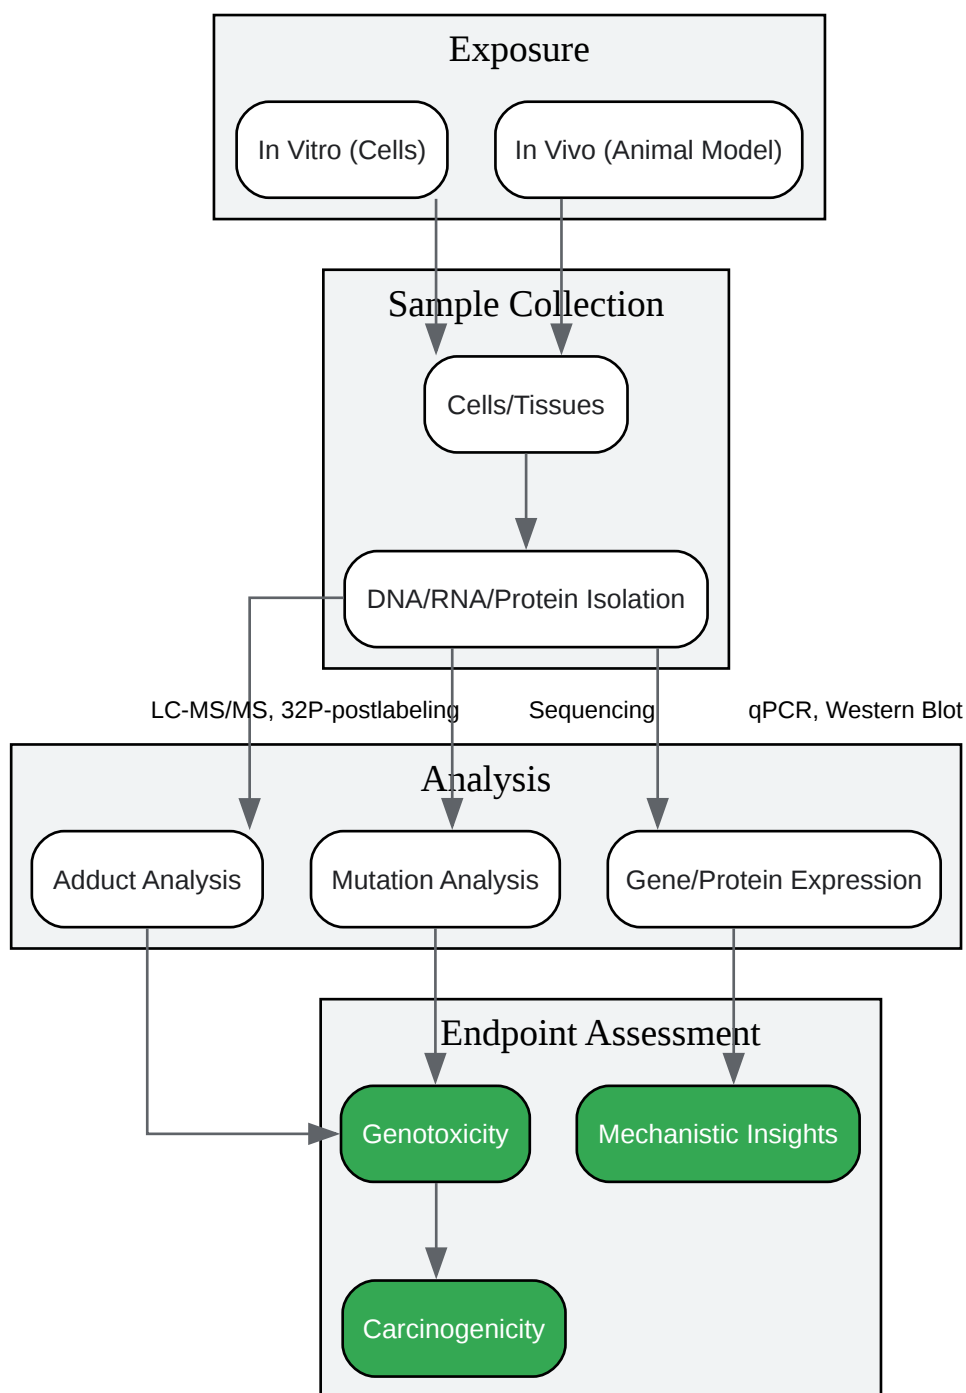 Exposure
In Vitro (Cells)
In Vivo (Animal Model)
Sample Collection
Cells/Tissues
DNA/RNA/Protein Isolation
LC-MS/MS, 32P-postlabeling
Sequencing
qPCR, Western Blot
Analysis
Adduct Analysis
Mutation Analysis
Gene/Protein Expression
Endpoint Assessment
Genotoxicity
Mechanistic Insights
Carcinogenicity